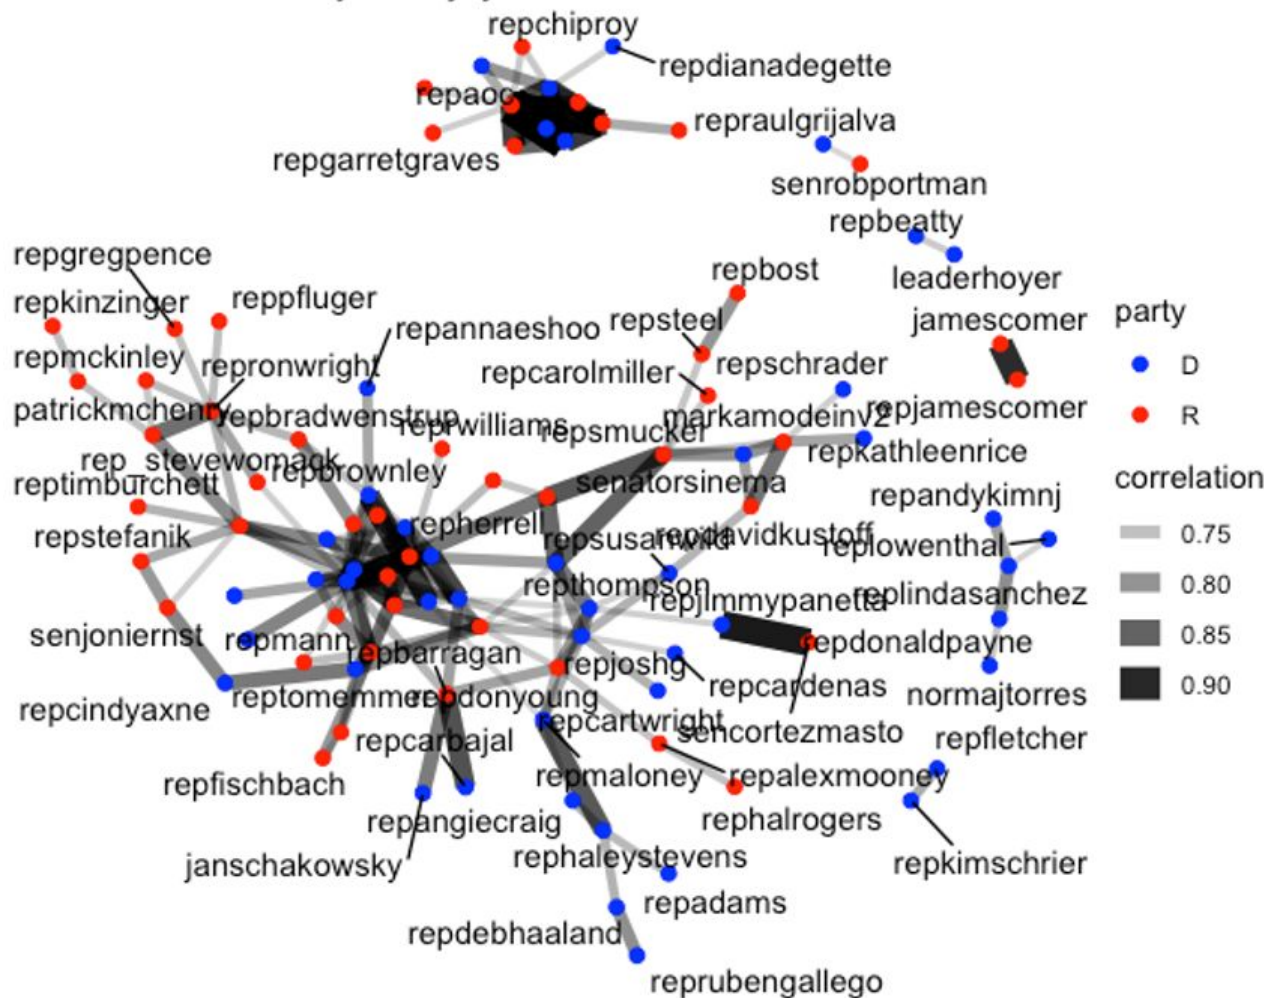 repchiproy
repdianadegette
repaoc
repraulgrijalva
repgarretgraves
senrobportman
repbeatty
leaderhoyer
repgregpence
repbost
repkinzinger
reppfluger
jamescomer
party
repannaeshoo
repsteel
repmckinley
repronwright
repschrader
D
repcarolmiller
patrickmchenry
repbradwenstrup
markamodeinv2
repjamescomer
R
reprwilliams
repsmucker
repkathleenrice
rep_stevewomack
repbrownley
reptimburchett
senatorsinema
correlation
repandykimnj
repherrell
repdavidkustoff
0.75
repstefanik
repsusanwild
replowenthal
repthompson
0.80
repjimmypanetta
replindasanchez
senjoniernst
repmann
repdonaldpayne
0.85
repbarragan
repjoshg
repcardenas
0.90
reptomemmer
repdonyoung
normajtorres
repcindyaxne
repcartwright
sencortezmasto
repcarbajal
repfletcher
repfischbach
repmaloney
repalexmooney
repangiecraig
rephalrogers
janschakowsky
rephaleystevens
repkimschrier
repadams
repdebhaaland
reprubengallego